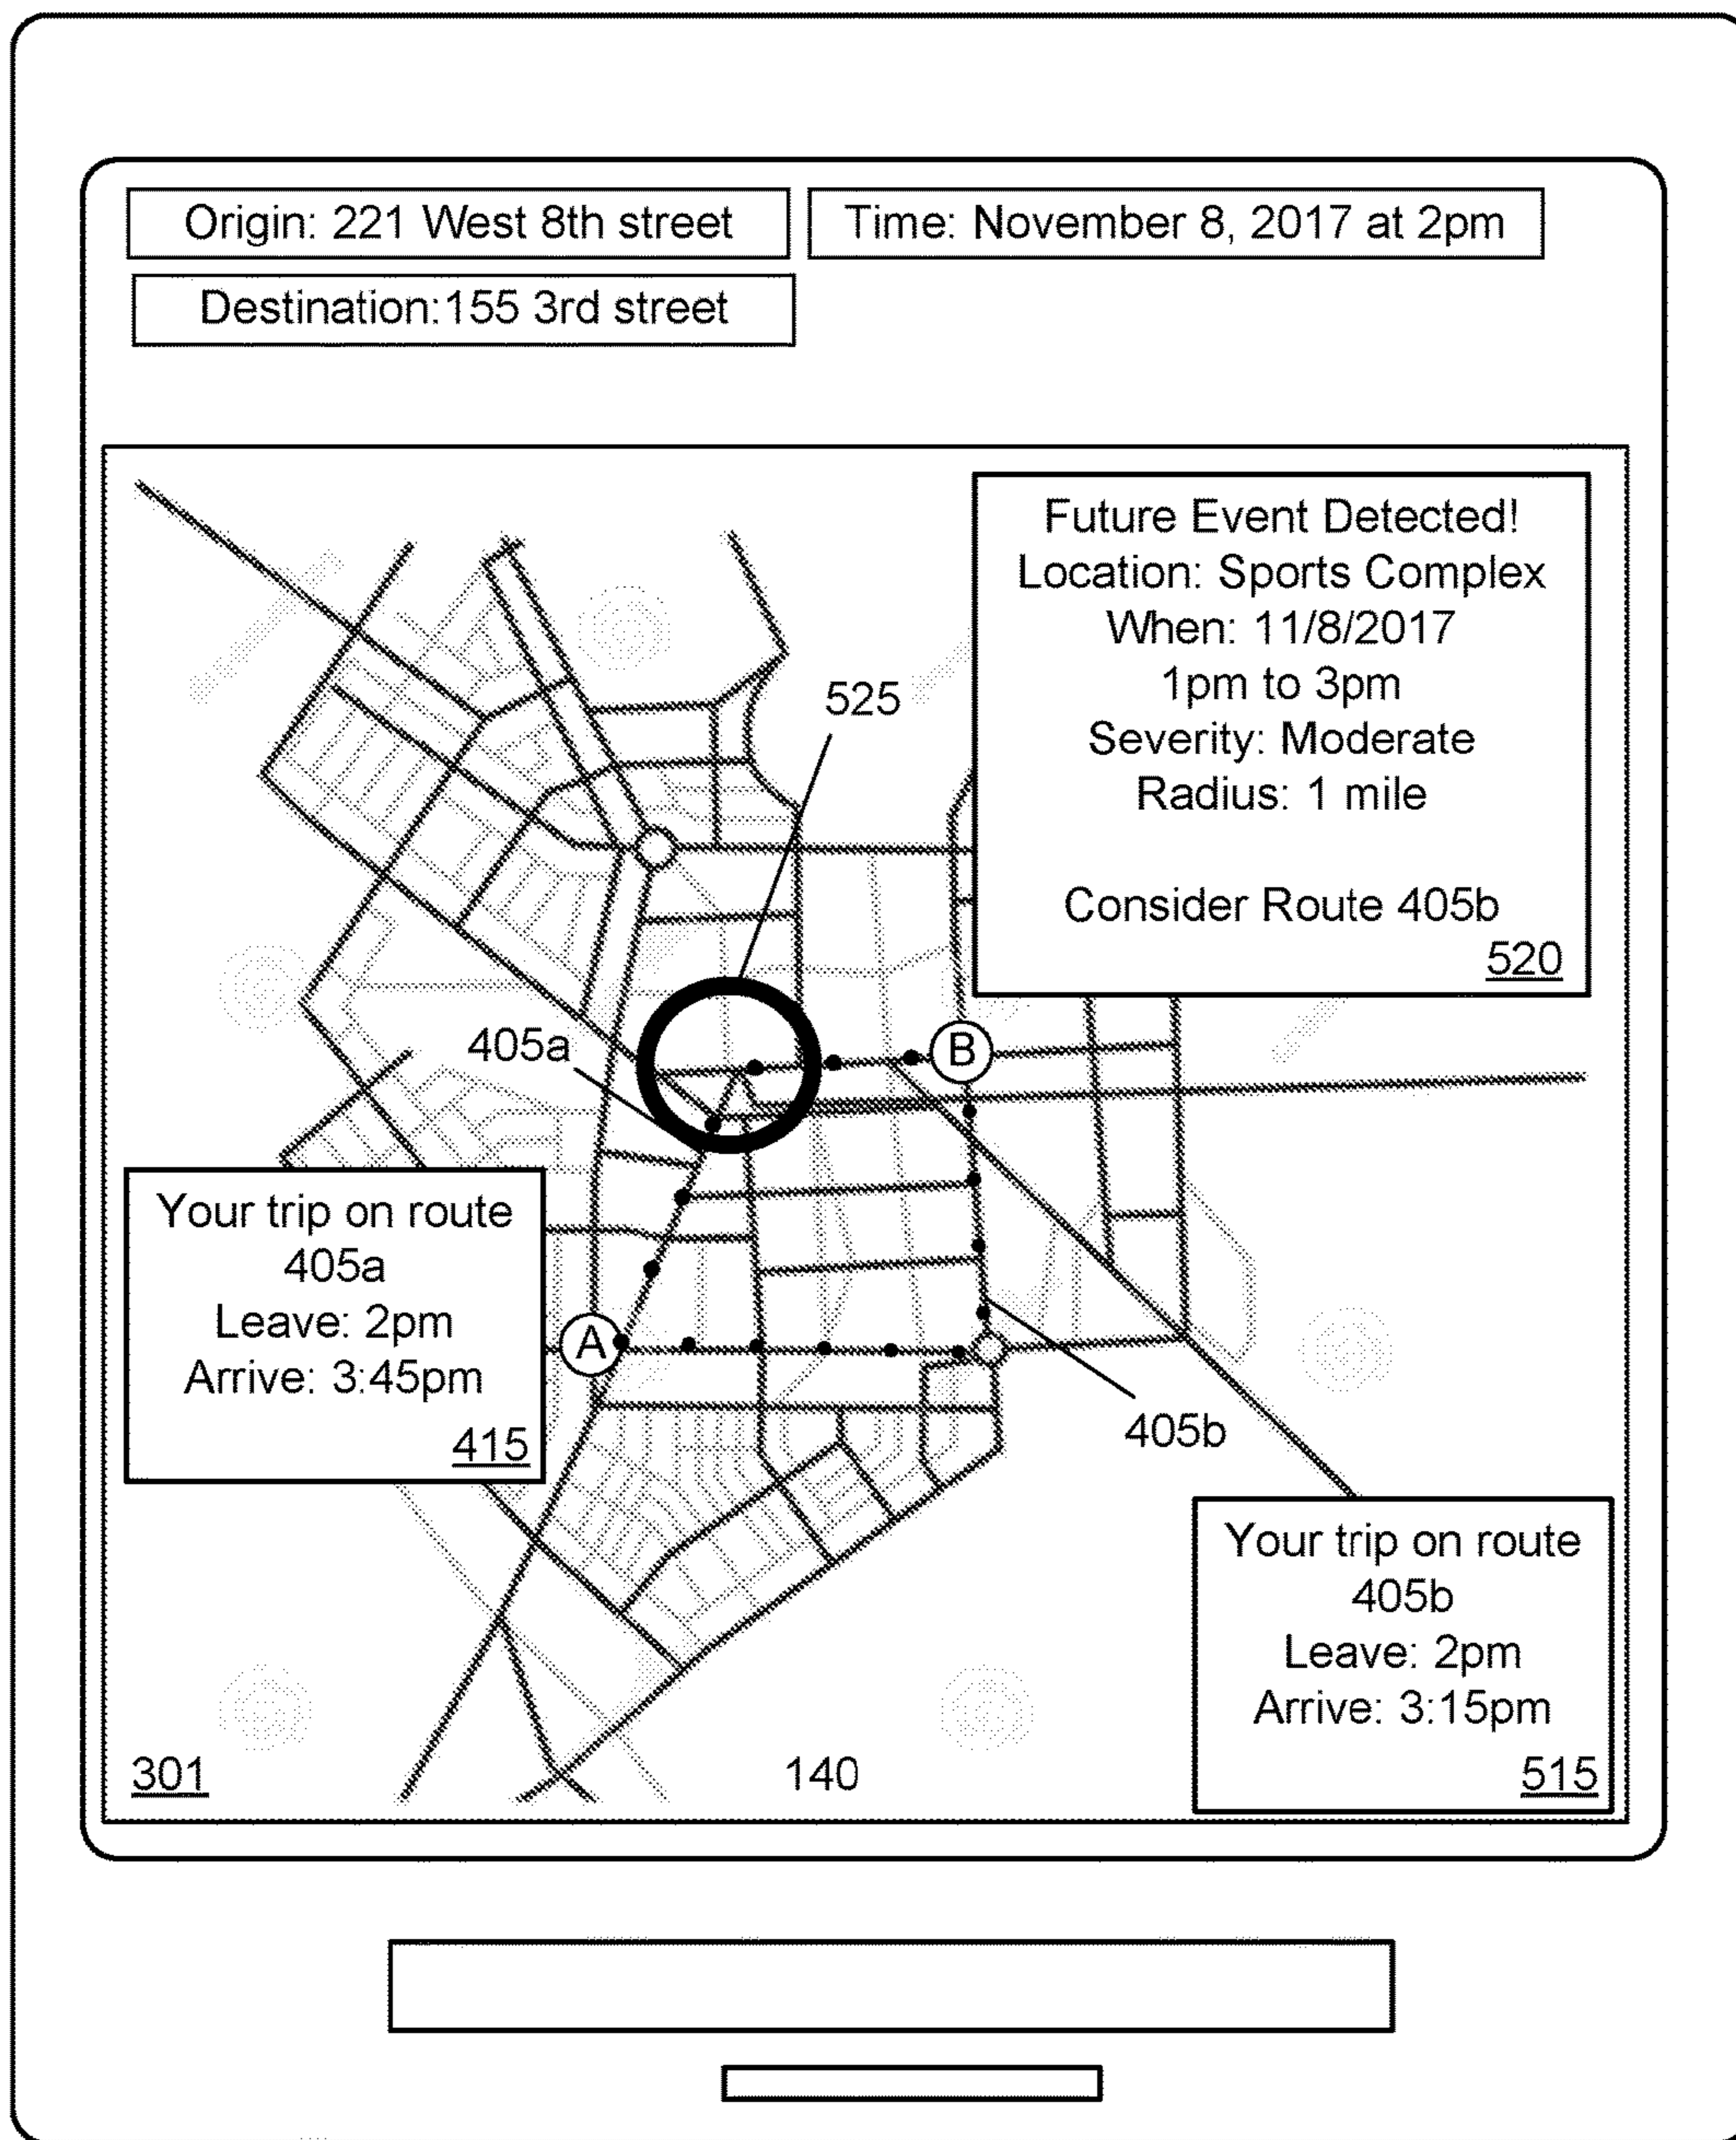 Origin: 221 West 8th street
Time: November 8, 2017 at 2pm
Destination:155 3rd street
Future Event Detected!
Location: Sports Complex
When: 11/8/2017
1pm to 3pm
Severity: Moderate
Radius: 1 mile
Consider Route 405b
520
525
405a
B
Your trip on route
405a
Leave: 2pm
Arrive: 3:45pm
415
A
405b
Your trip on route
405b
Leave: 2pm
Arrive: 3:15pm
515
301
140